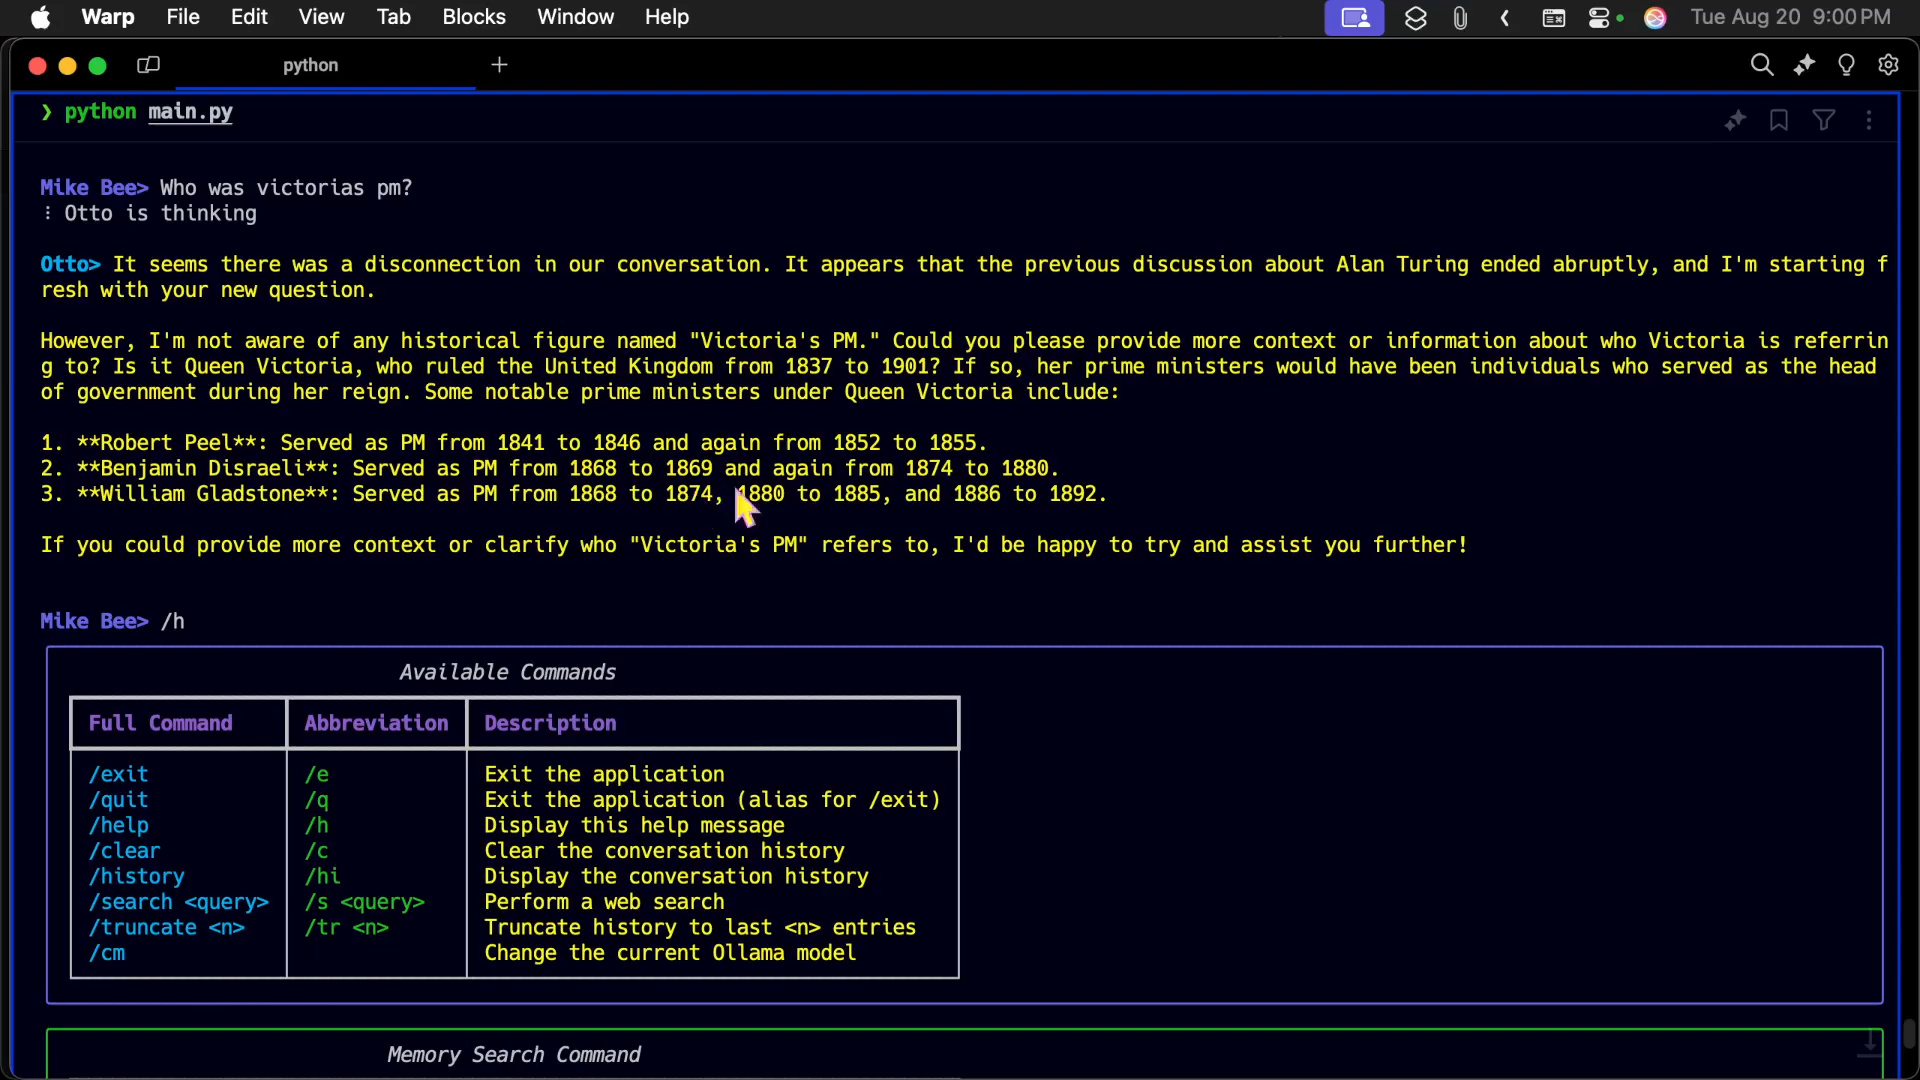 Warp File Edit View Tab Blocks Window Help Tue Aug 20 9:00 PM
python
❯ python main.py
Mike Bee> Who was victorias pm?
⠇Otto is thinking
Otto> It seems there was a disconnection in our conversation. It appears that the previous discussion about Alan Turing ended abruptly, and I'm starting f
resh with your new question.
However, I'm not aware of any historical figure named "Victoria's PM." Could you please provide more context or information about who Victoria is referrin
g to? Is it Queen Victoria, who ruled the United Kingdom from 1837 to 1901? If so, her prime ministers would have been individuals who served as the head
of government during her reign. Some notable prime ministers under Queen Victoria include:
1. **Robert Peel**: Served as PM from 1841 to 1846 and again from 1852 to 1855.
2. **Benjamin Disraeli**: Served as PM from 1868 to 1869 and again from 1874 to 1880.
3. **William Gladstone**: Served as PM from 1868 to 1874, 1880 to 1885, and 1886 to 1892.
If you could provide more context or clarify who "Victoria's PM" refers to, I'd be happy to try and assist you further!
Mike Bee> /h
Available Commands
Full Command Abbreviation Description
/exit /e Exit the application
/quit /q Exit the application (alias for /exit)
/help /h Display this help message
/clear /c Clear the conversation history
/history /hi Display the conversation history
/search <query> /s <query> Perform a web search
/truncate <n> /tr <n> Truncate history to last <n> entries
/cm Change the current Ollama model
Memory Search Command